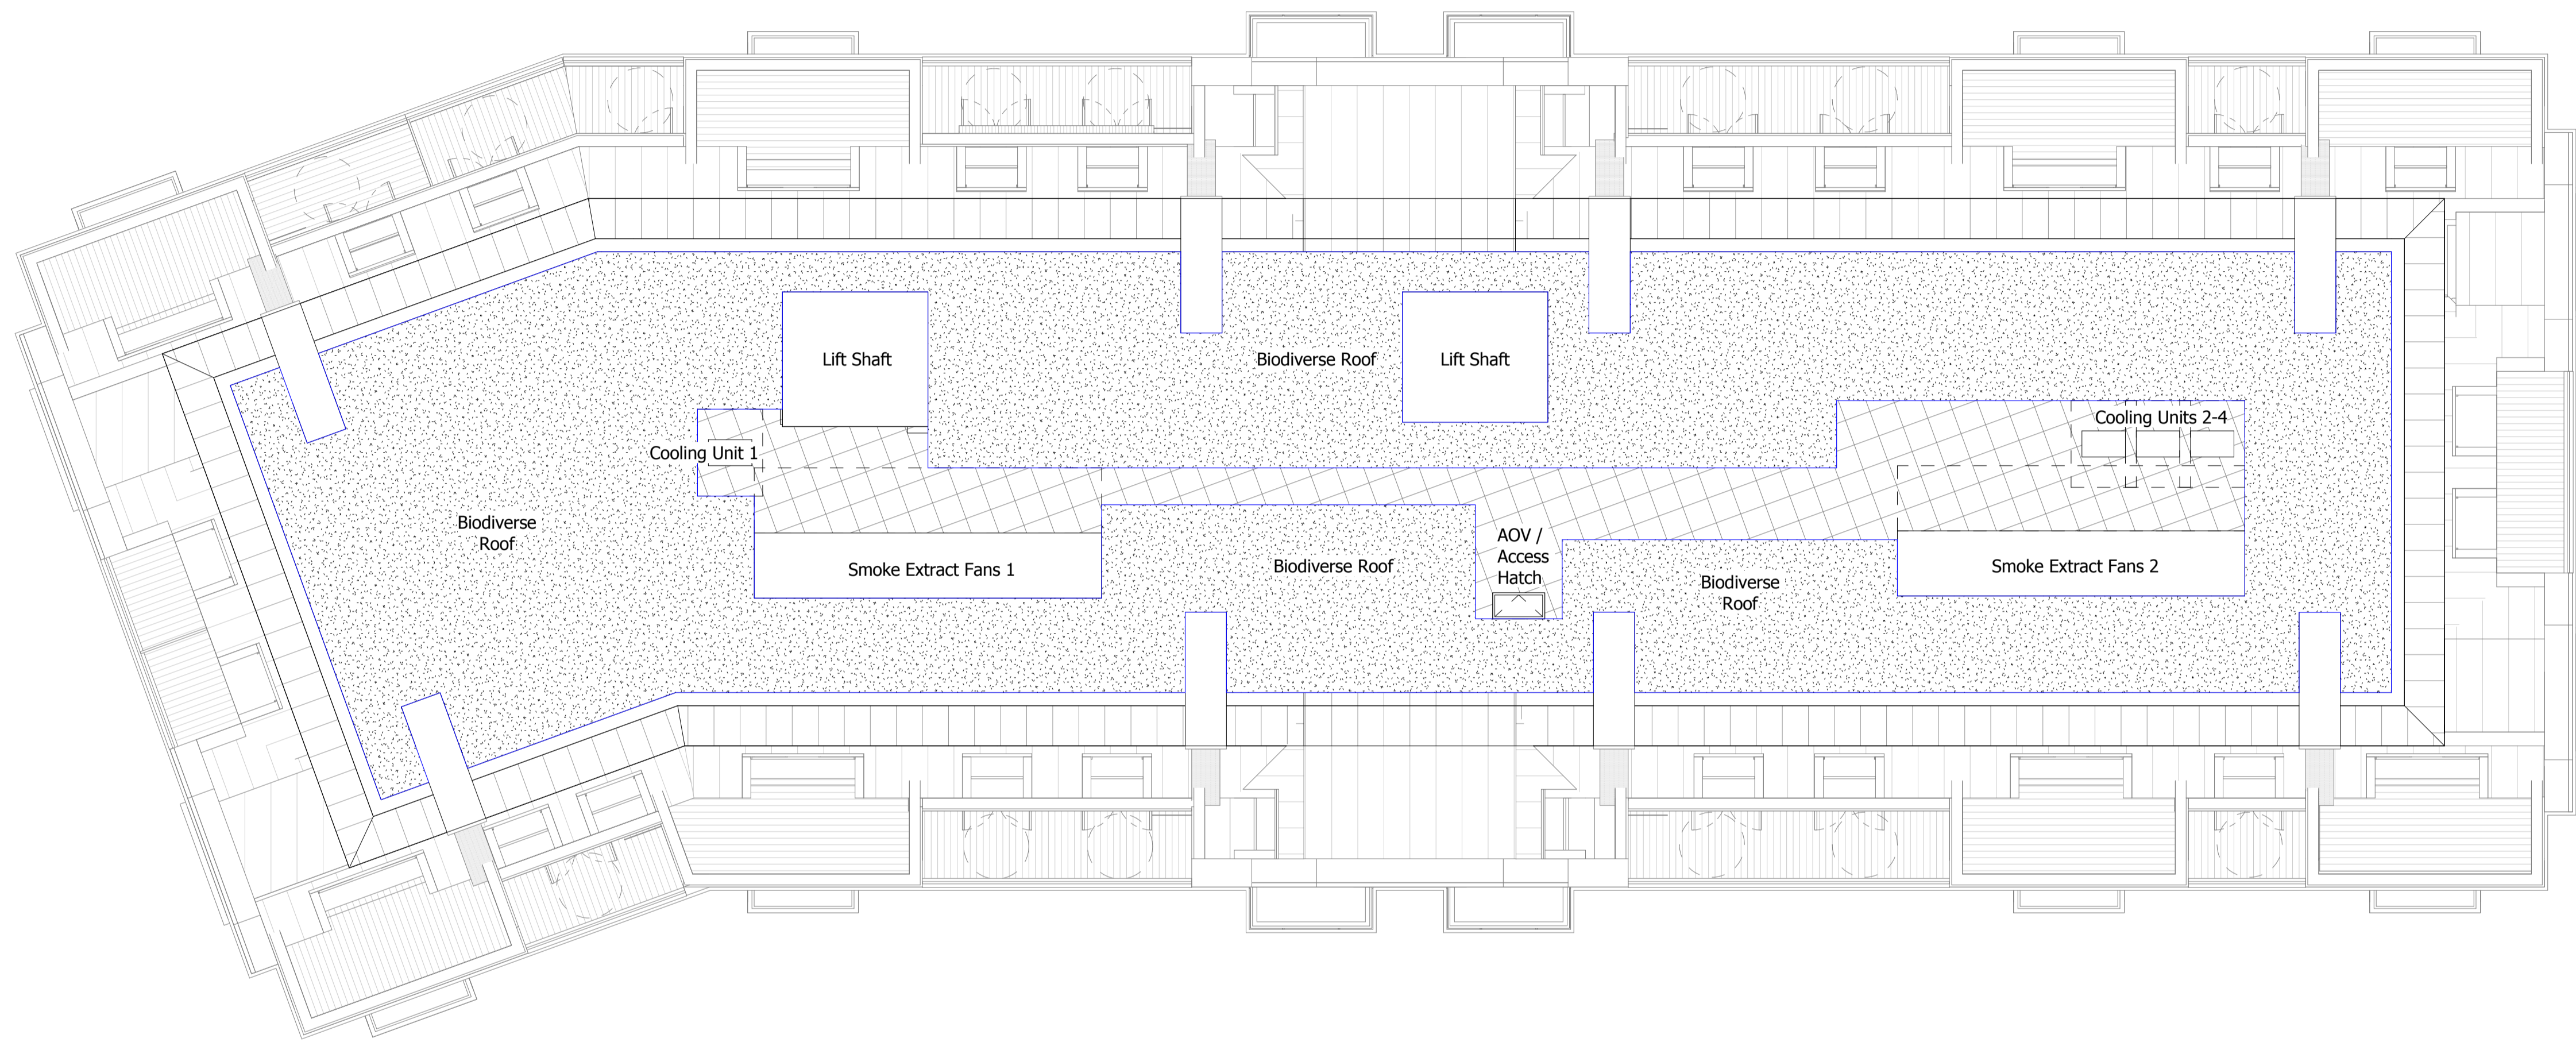 Lift Shaft
Biodiverse Roof
Lift Shaft
Cooling Units 2-4
Cooling Unit 1
Biodiverse
Roof
AOV /
Access
Hatch
Smoke Extract Fans 1
Biodiverse Roof
Biodiverse
Roof
Smoke Extract Fans 2